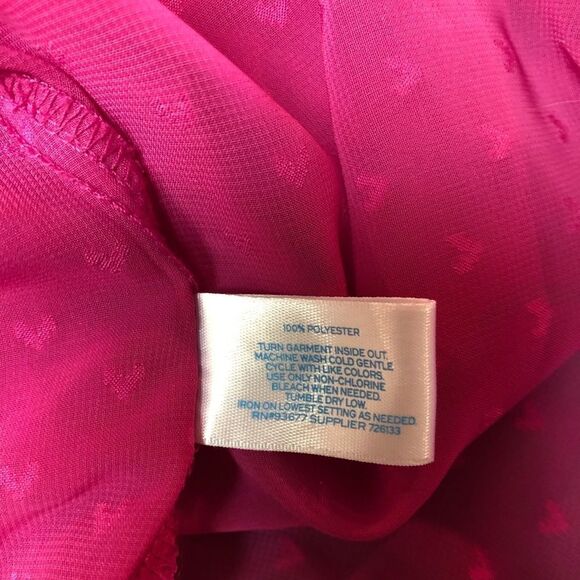 100% POLYESTER
TURN GARMENT INSIDE OUT.
MACHINE WASH COLD GENTLE
CYCLE WITH LIKE COLORS.
USE ONLY NON-CHLORINE
BLEACH WHEN NEEDED.
TUMBLE DRY LOW.
IRON ON LOWEST SETTING AS NEEDED.
RN#93677 SUPPLIER 726133